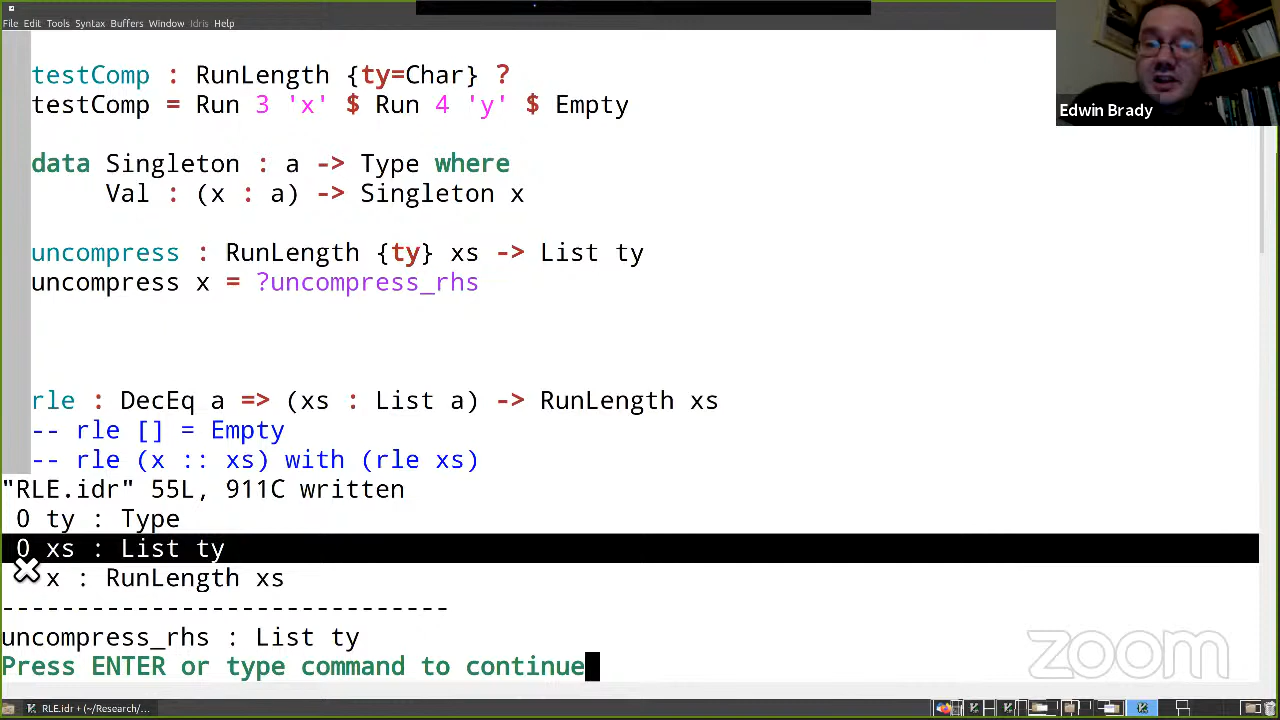 File Edit Tools Syntax Buffers Window Idris Help
testComp : RunLength {ty=Char} ?
testComp = Run 3 'x' $ Run 4 'y' $ Empty
Edwin Brady
data Singleton : a -> Type where
Val : (x : a) -> Singleton x
uncompress : RunLength {ty} xs -> List ty
uncompress x = ?uncompress_rhs
rle : DecEq a => (xs : List a) -> RunLength xs
-- rle [] = Empty
-- rle (x :: xs) with (rle xs)
"RLE.idr" 55L, 911C written
0 ty : Type
0 xs : List ty
x : RunLength xs
------------------------------
uncompress_rhs : List ty
Press ENTER or type command to continue
zoom
RLE.idr + (~/Research/...